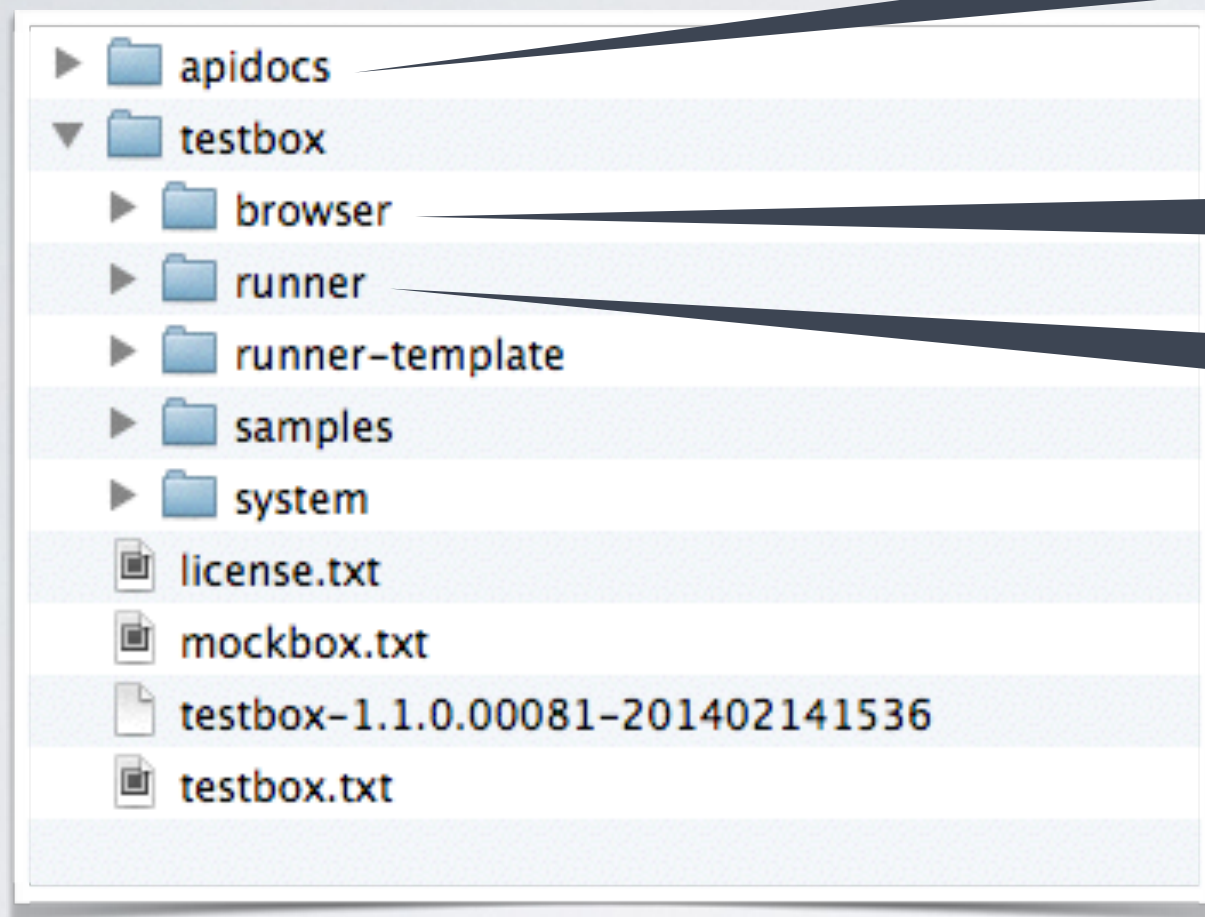 apidocs
testbox
browser
runner
runner-template
samples
system
license.txt
mockbox.txt
testbox-1.1.0.00081-201402141536
testbox.txt